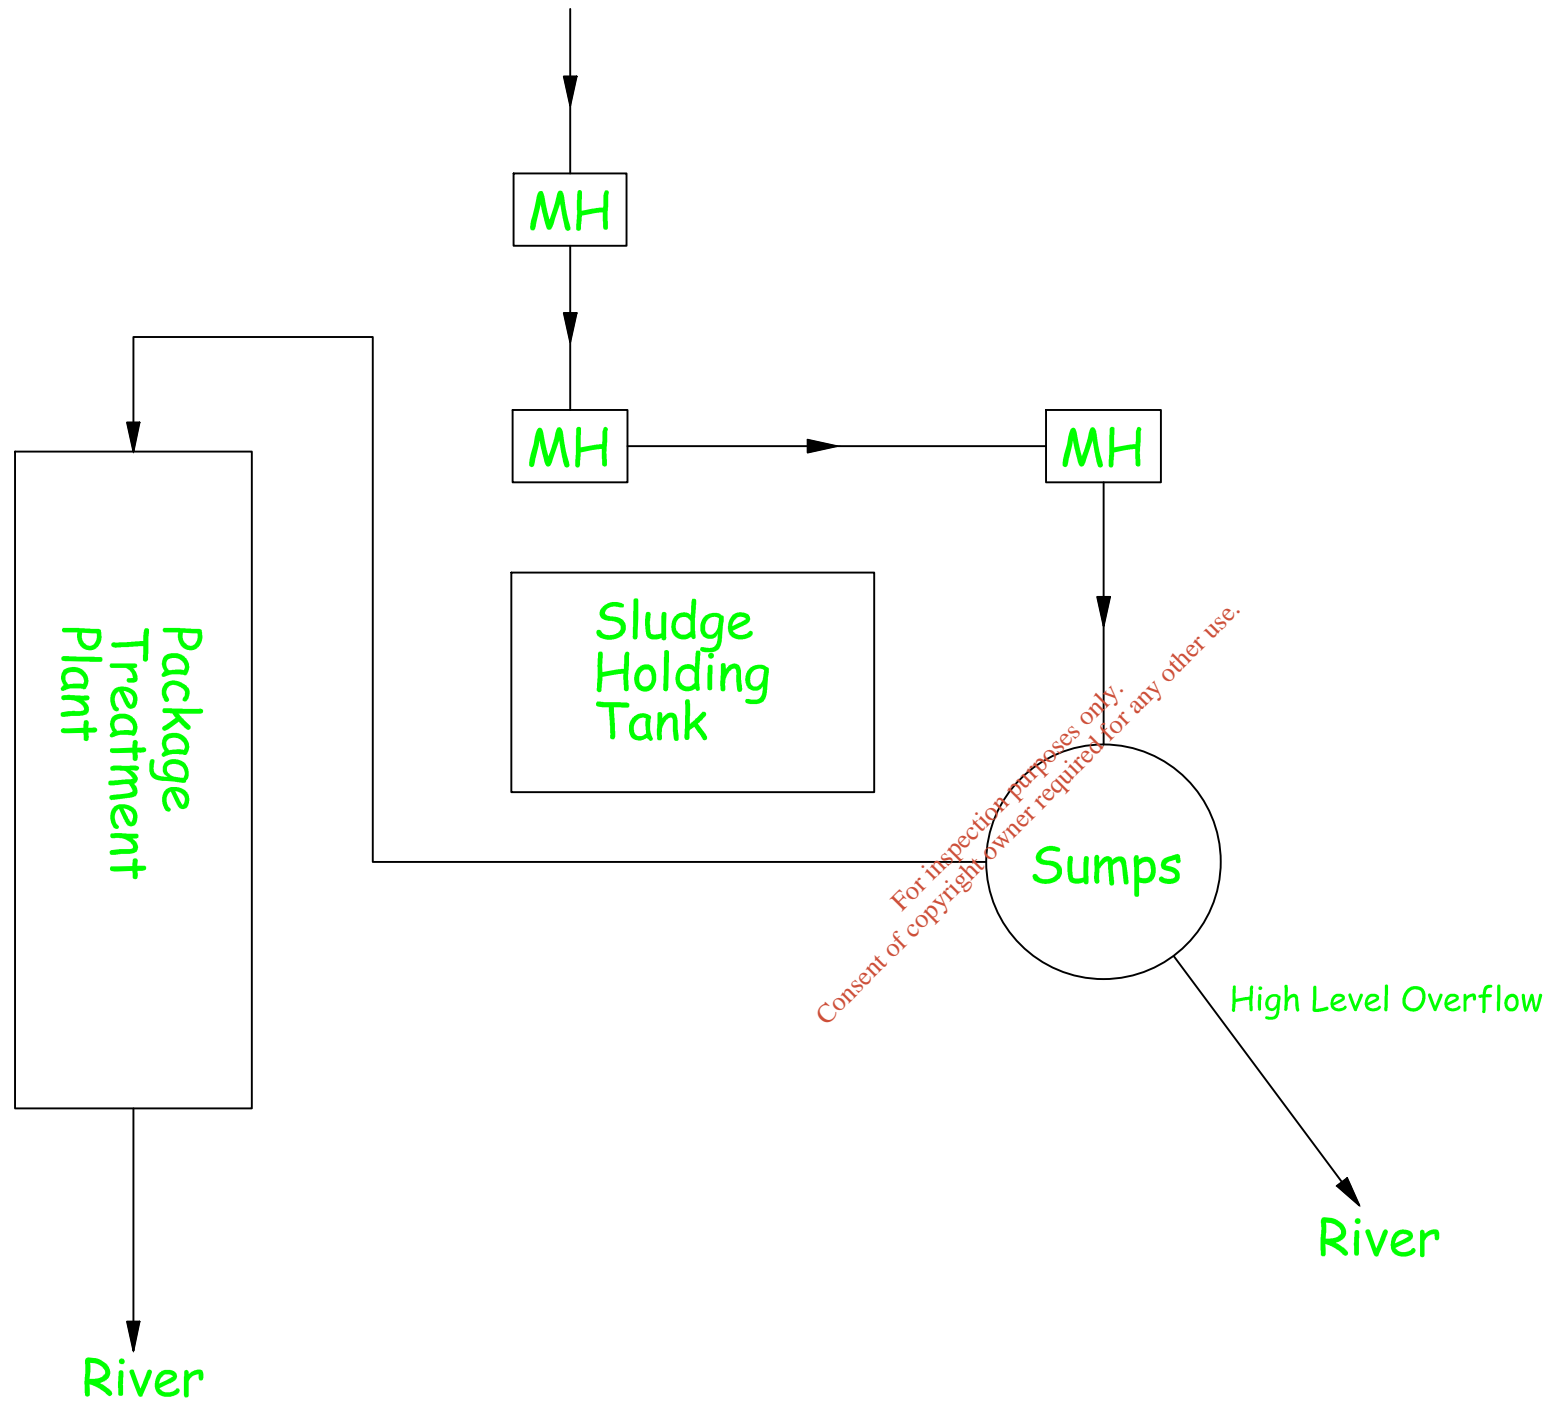 MH
MH
MH
Sludge
Holding
Tank
Package
Treatment
Plant
For inspection purposes only.
Consent of copyright owner required for any other use.
Sumps
High Level Overflow
River
River